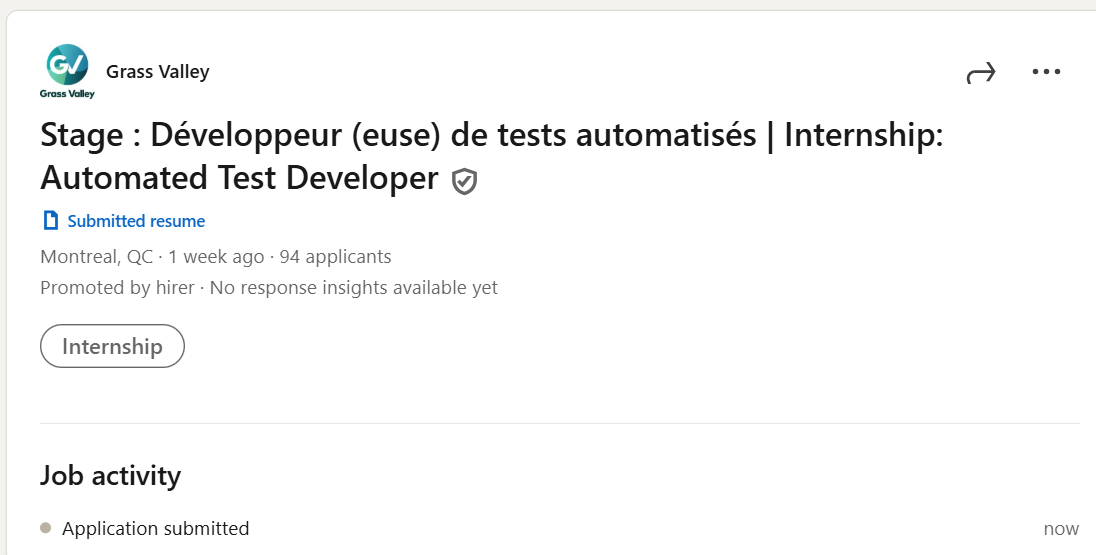 GV
Grass Valley
Grass Valley
Stage : Développeur (euse) de tests automatisés | Internship:
Automated Test Developer
Submitted resume
Montreal, QC · 1 week ago · 94 applicants
Promoted by hirer · No response insights available yet
Internship
Job activity
Application submitted
now